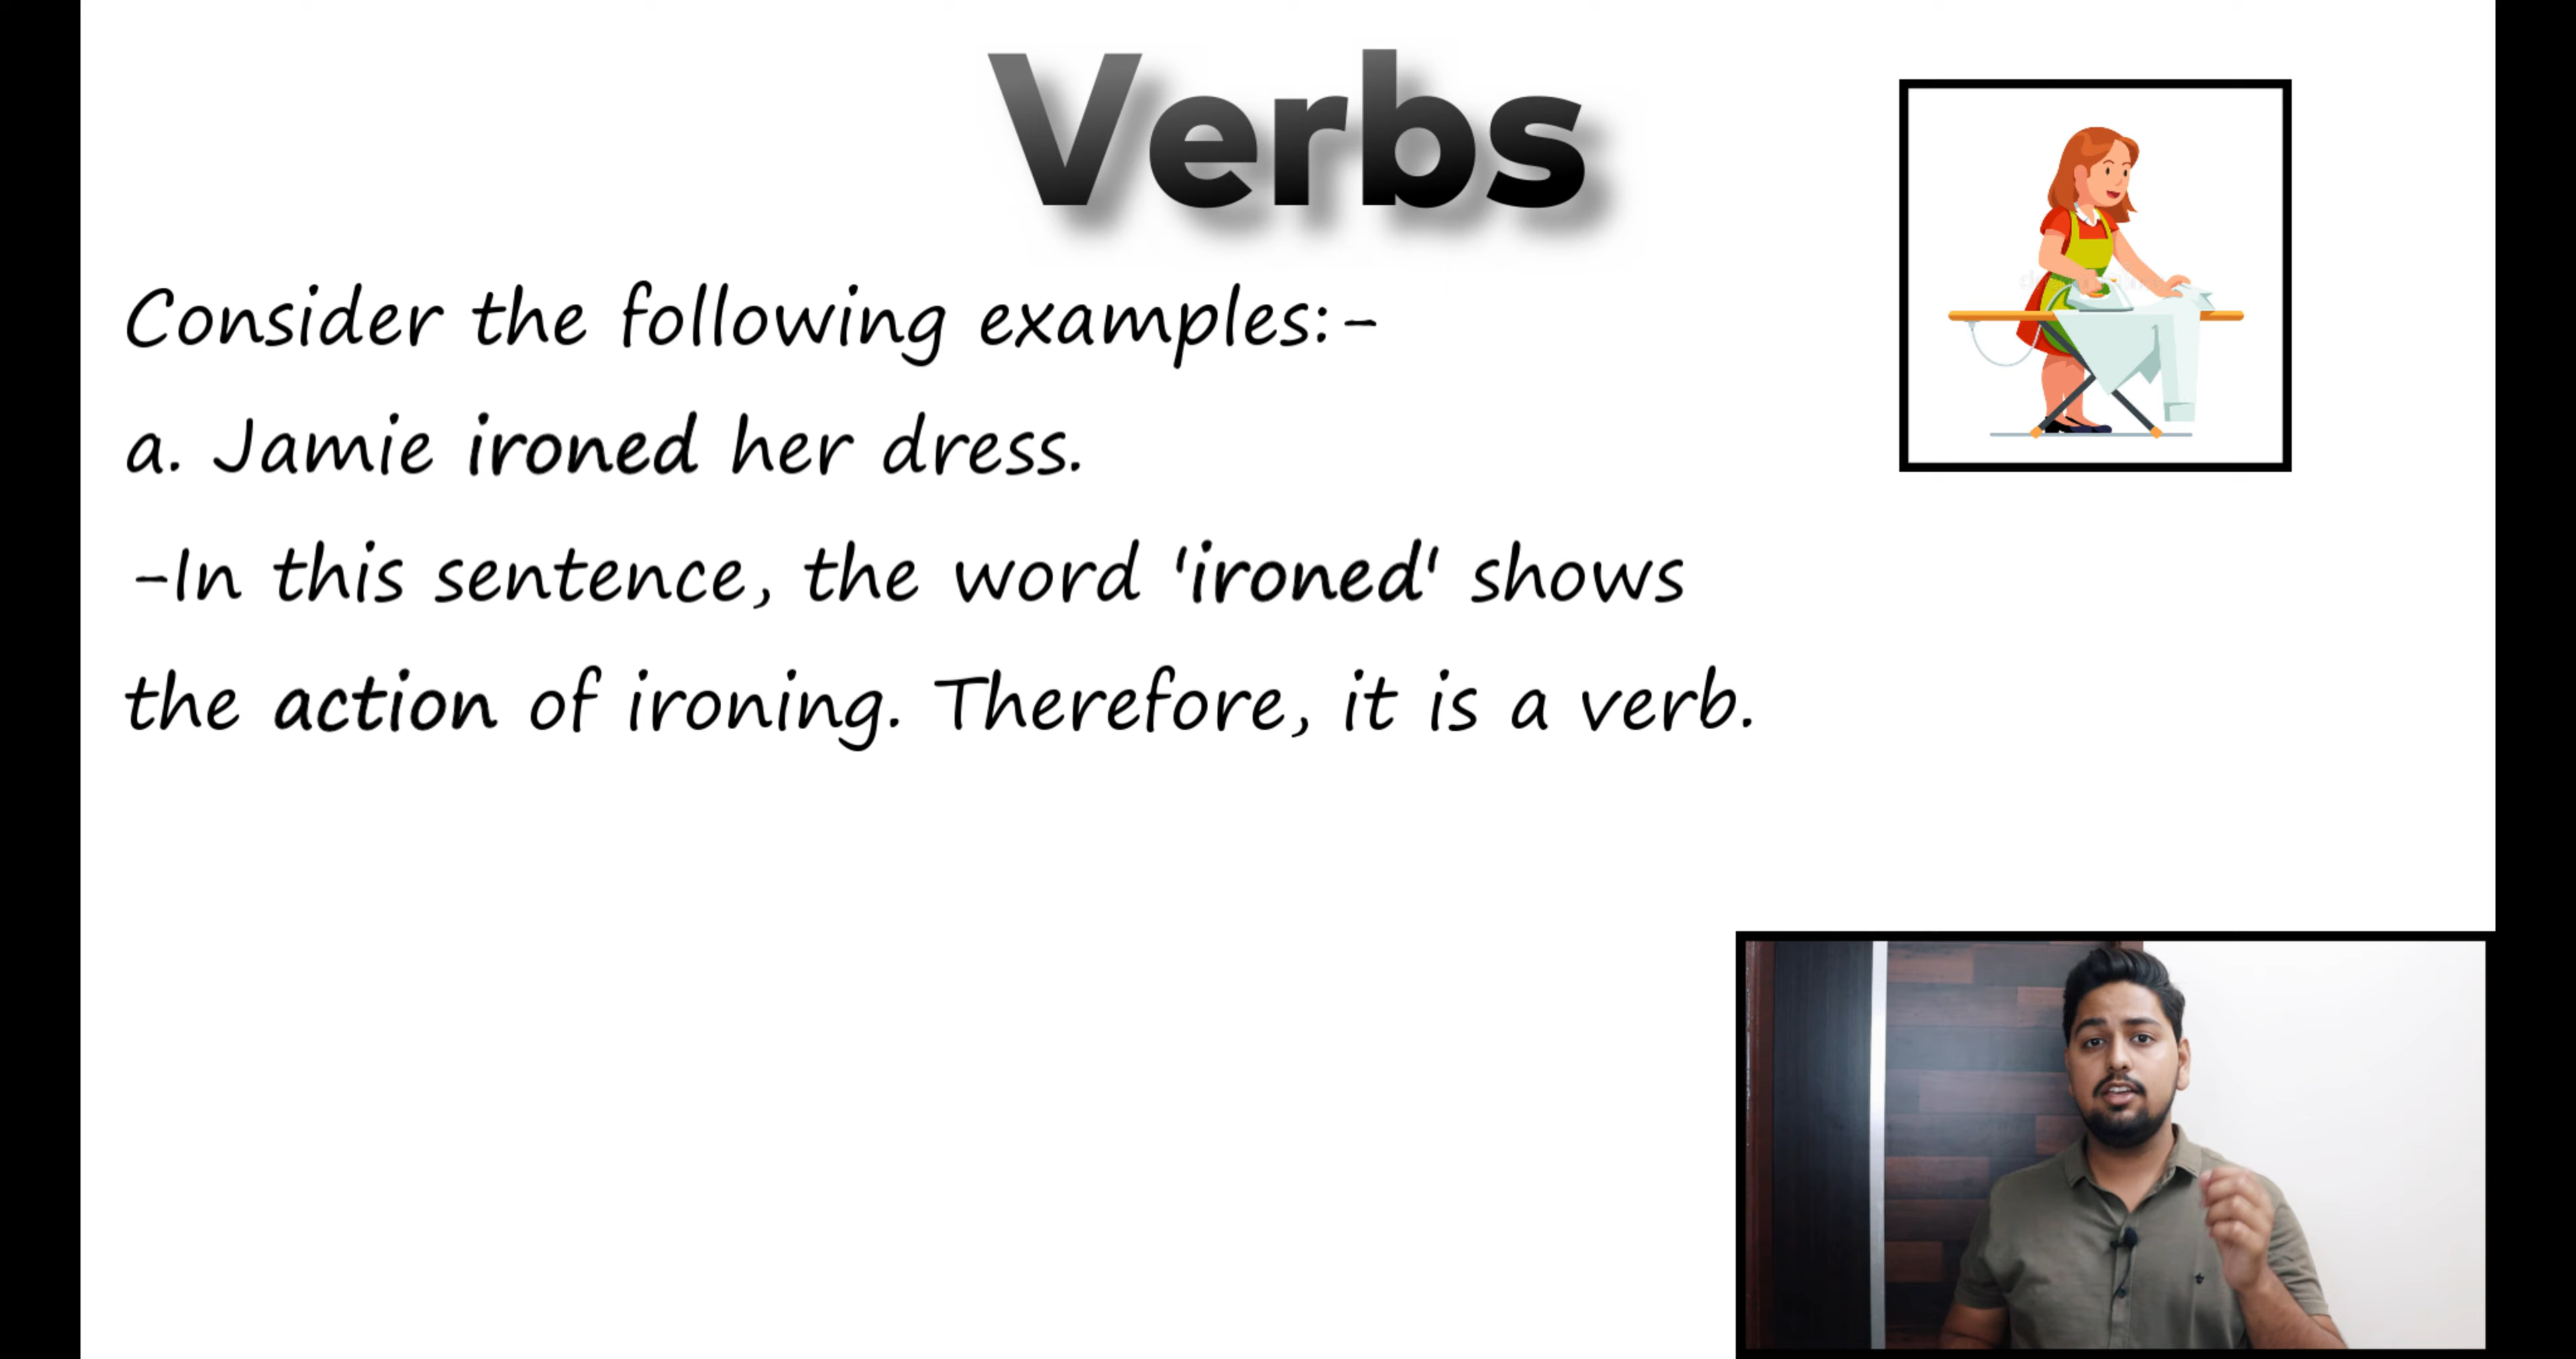 Verbs
Consider the following examples:-
a. Jamie ironed her dress.
-In this sentence, the word 'ironed' shows
the action of ironing. Therefore, it is a verb.